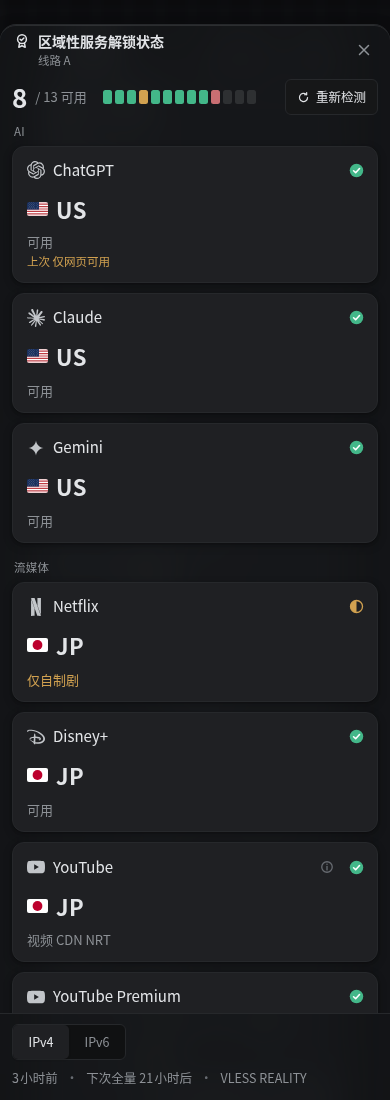 区域性服务解锁状态
线路 A
8 / 13 可用
重新检测
AI
ChatGPT
US
可用
上次 仅网页可用
Claude
US
可用
Gemini
US
可用
流媒体
Netflix
JP
仅自制剧
Disney+
JP
可用
YouTube
JP
视频 CDN NRT
YouTube Premium
IPv4 IPv6
3小时前 • 下次全量 21小时后 • VLESS REALITY